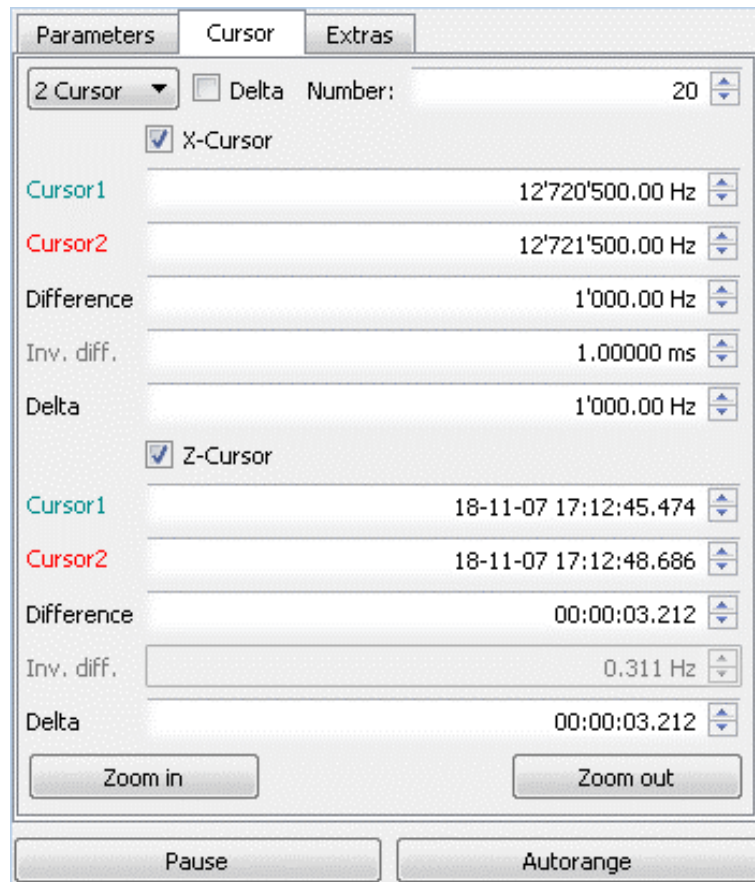 Parameters Cursor Extras
2 Cursor Delta Number: 20
X-Cursor
Cursor1 12'720'500.00 Hz
Cursor2 12'721'500.00 Hz
Difference 1'000.00 Hz
Inv. diff. 1.00000 ms
Delta 1'000.00 Hz
Z-Cursor
Cursor1 18-11-07 17:12:45.474
Cursor2 18-11-07 17:12:48.686
Difference 00:00:03.212
Inv. diff. 0.311 Hz
Delta 00:00:03.212
Zoom in Zoom out
Pause Autorange